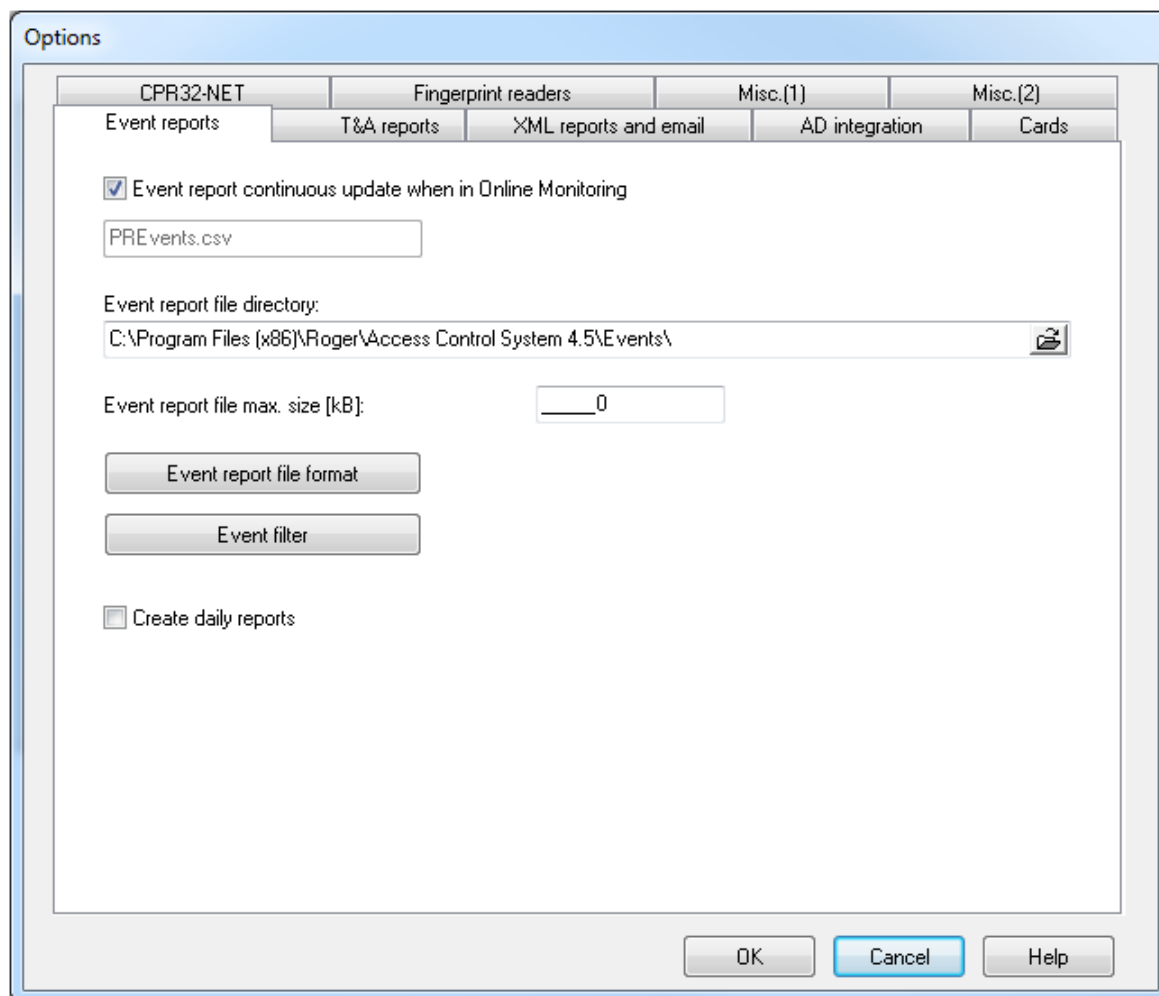 Options
CPR32-NET Fingerprint readers Misc.(1) Misc.(2)
Event reports T&A reports XML reports and email AD integration Cards
Event report continuous update when in Online Monitoring
PREvents.csv
Event report file directory:
C:\Program Files (x86)\Roger\Access Control System 4.5\Events\
Event report file max. size [kB]: _____0
Event report file format
Event filter
Create daily reports
OK Cancel Help